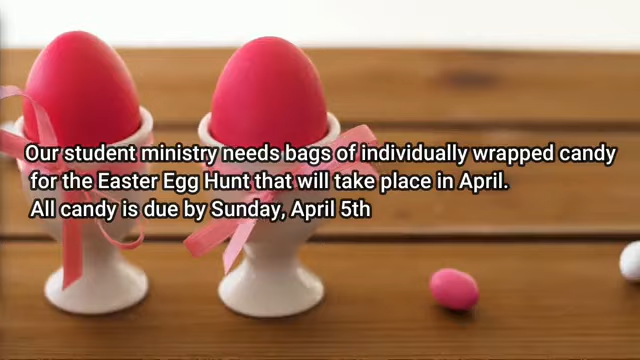 Our student ministry needs bags of individually wrapped candy
for the Easter Egg Hunt that will take place in April.
All candy is due by Sunday, April 5th